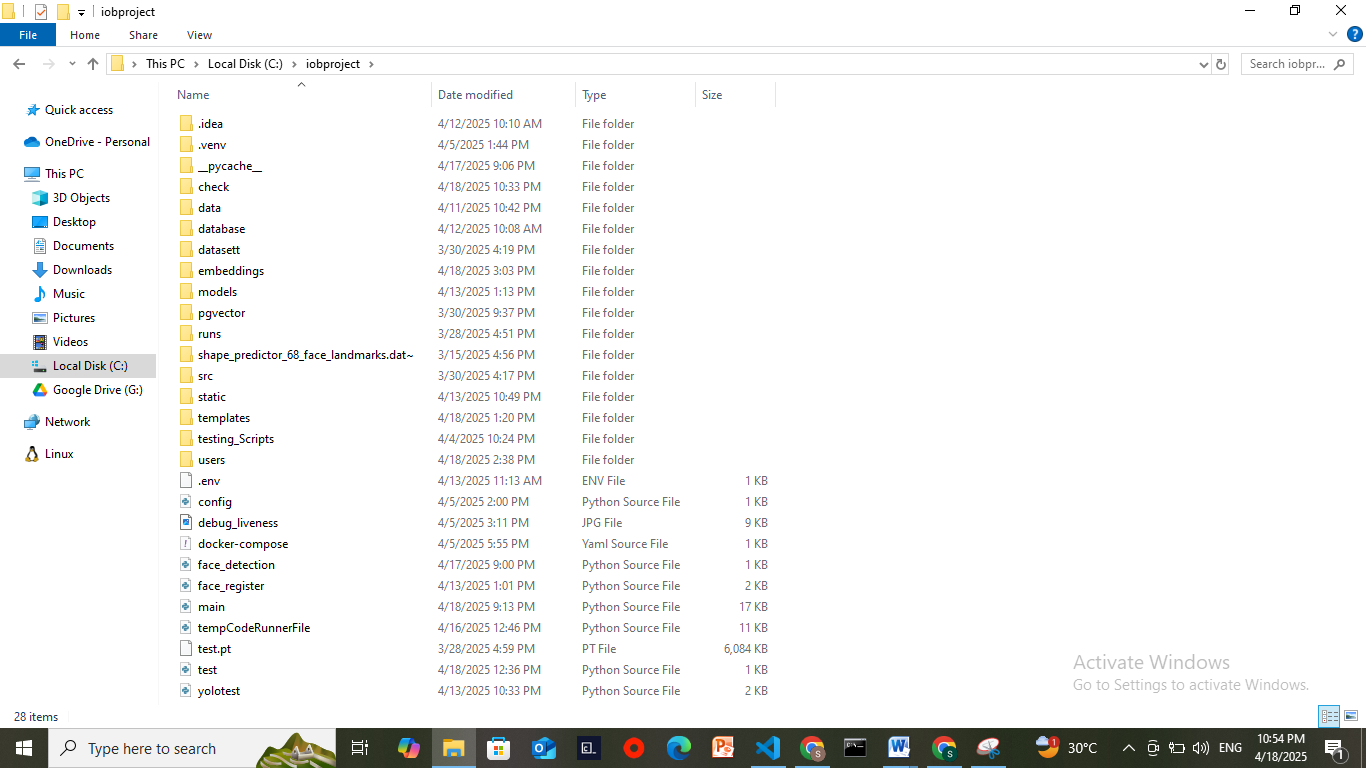 iobproject
File Home Share View
This PC Local Disk (C:) iobproject Search iobpr...
Name Date modified Type Size
Quick access
OneDrive - Personal
This PC
3D Objects
Desktop
Documents
Downloads
Music
Pictures
Videos
Local Disk (C:)
Google Drive (G:)
Network
Linux
.idea 4/12/2025 10:10 AM File folder
.venv 4/5/2025 1:44 PM File folder
__pycache__ 4/17/2025 9:06 PM File folder
check 4/18/2025 10:33 PM File folder
data 4/11/2025 10:42 PM File folder
database 4/12/2025 10:08 AM File folder
datasett 3/30/2025 4:19 PM File folder
embeddings 4/18/2025 3:03 PM File folder
models 4/13/2025 1:13 PM File folder
pgvector 3/30/2025 9:37 PM File folder
runs 3/28/2025 4:51 PM File folder
shape_predictor_68_face_landmarks.dat~ 3/15/2025 4:56 PM File folder
src 3/30/2025 4:17 PM File folder
static 4/13/2025 10:49 PM File folder
templates 4/18/2025 1:20 PM File folder
testing_Scripts 4/4/2025 10:24 PM File folder
users 4/18/2025 2:38 PM File folder
.env 4/13/2025 11:13 AM ENV File 1 KB
config 4/5/2025 2:00 PM Python Source File 1 KB
debug_liveness 4/5/2025 3:11 PM JPG File 9 KB
docker-compose 4/5/2025 5:55 PM Yaml Source File 1 KB
face_detection 4/17/2025 9:00 PM Python Source File 1 KB
face_register 4/13/2025 1:01 PM Python Source File 2 KB
main 4/18/2025 9:13 PM Python Source File 17 KB
tempCodeRunnerFile 4/16/2025 12:46 PM Python Source File 11 KB
test.pt 3/28/2025 4:59 PM PT File 6,084 KB
test 4/18/2025 12:36 PM Python Source File 1 KB
yolotest 4/13/2025 10:33 PM Python Source File 2 KB
Activate Windows
Go to Settings to activate Windows.
28 items
Type here to search 30°C ENG 10:54 PM
4/18/2025